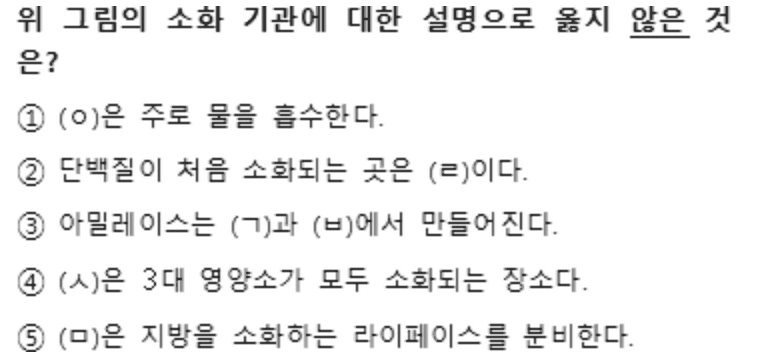 위 그림의 소화 기관에 대한 설명으로 옳지 않은 것
은?
① (ㅇ)은 주로 물을 흡수한다.
② 단백질이 처음 소화되는 곳은 (ㄹ)이다.
③ 아밀레이스는 (ㄱ)과 (ㅂ)에서 만들어진다.
④ (ㅅ)은 3대 영양소가 모두 소화되는 장소다.
⑤ (ㅁ)은 지방을 소화하는 라이페이스를 분비한다.